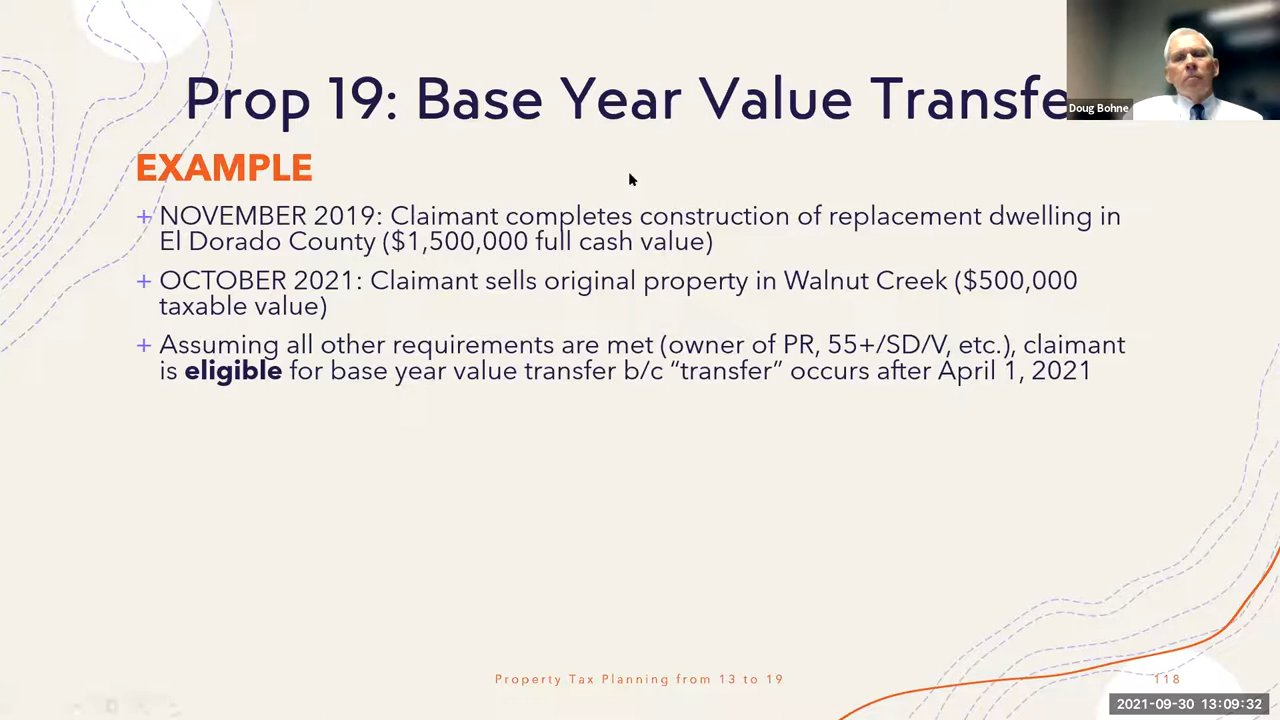 Prop 19: Base Year Value Transfe
Doug Bohne
EXAMPLE
+ NOVEMBER 2019: Claimant completes construction of replacement dwelling in
El Dorado County ($1,500,000 full cash value)
+ OCTOBER 2021: Claimant sells original property in Walnut Creek ($500,000
taxable value)
+ Assuming all other requirements are met (owner of PR, 55+/SD/V, etc.), claimant
is eligible for base year value transfer b/c “transfer” occurs after April 1, 2021
Property Tax Planning from 13 to 19
118
2021-09-30 13:09:32